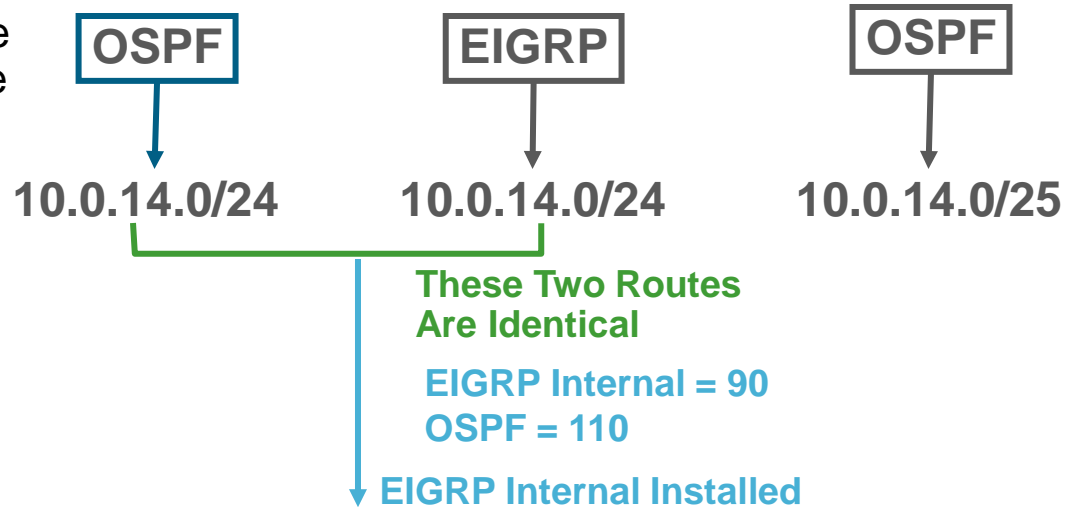 e
e
OSPF
EIGRP
OSPF
10.0.14.0/24
10.0.14.0/24
10.0.14.0/25
These Two Routes
Are Identical
EIGRP Internal = 90
OSPF = 110
EIGRP Internal Installed